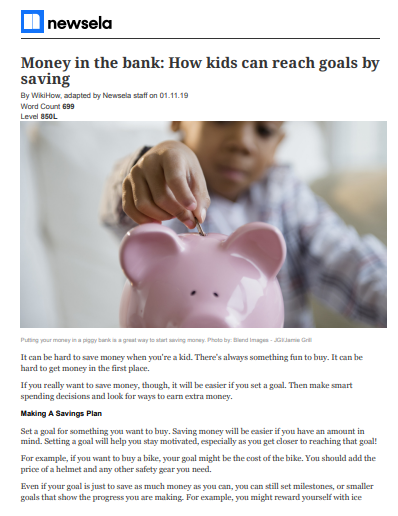 newsela
Money in the bank: How kids can reach goals by
saving
By WikiHow, adapted by Newsela staff on 01.11.19
Word Count 699
Level 850L
Putting your money in a piggy bank is a great way to start saving money. Photo by: Blend Images - JGI/Jamie Grill
It can be hard to save money when you're a kid. There's always something fun to buy. It can be
hard to get money in the first place.
If you really want to save money, though, it will be easier if you set a goal. Then make smart
spending decisions and look for ways to earn extra money.
Making A Savings Plan
Set a goal for something you want to buy. Saving money will be easier if you have an amount in
mind. Setting a goal will help you stay motivated, especially as you get closer to reaching that goal!
For example, if you want to buy a bike, your goal might be the cost of the bike. You should add the
price of a helmet and any other safety gear you need.
Even if your goal is just to save as much money as you can, you can still set milestones, or smaller
goals that show the progress you are making. For example, you might reward yourself with ice